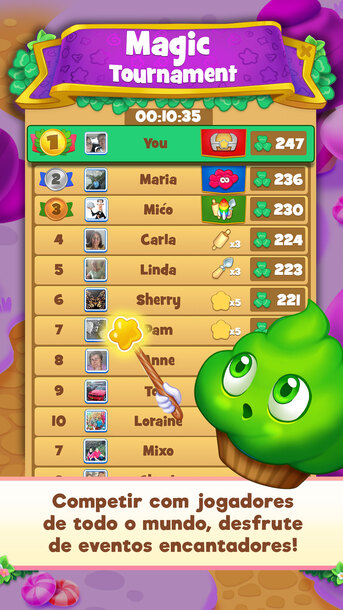 Magic
Tournament
00:10:35
1 You 247
2 Maria 236
3 Mićo 230
4 Carla x3 224
5 Linda x3 223
6 Sherry x5 221
7 Pam x5
8 Anne
9
10 Loraine
7 Mixo
Competir com jogadores
de todo o mundo, desfrute
de eventos encantadores!